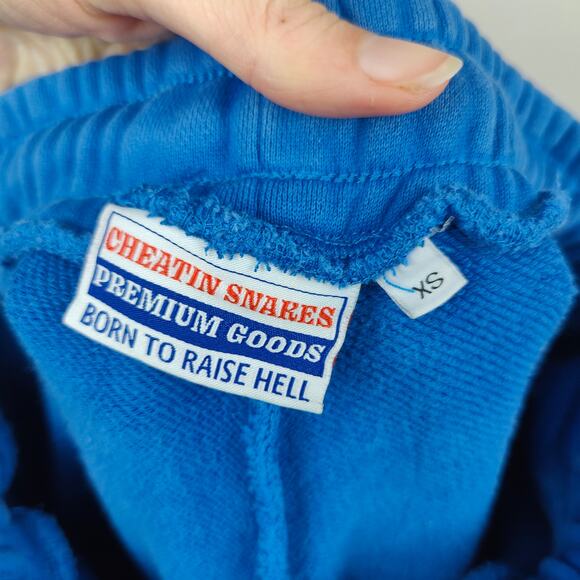 CHEATIN SNAKES
PREMIUM GOODS
BORN TO RAISE HELL
XS